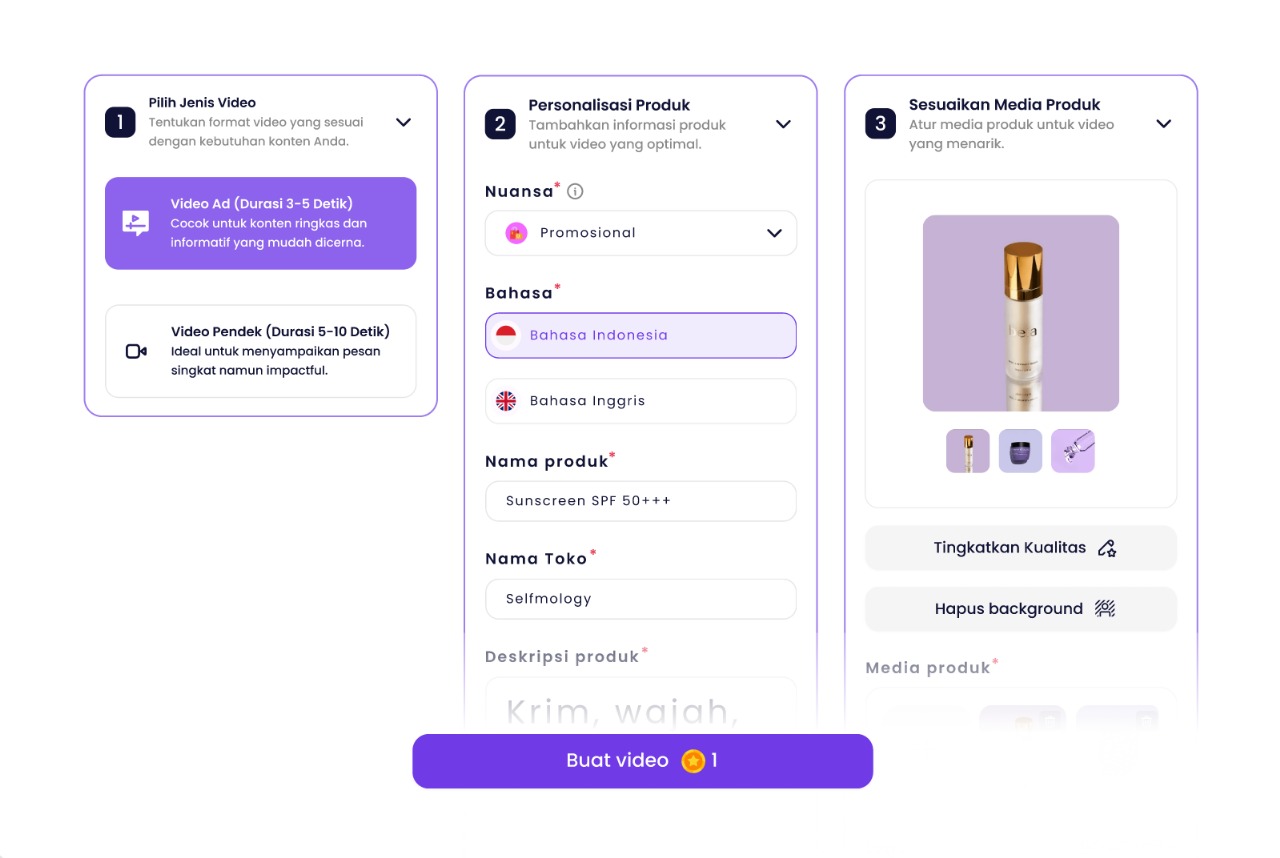 1
Pilih Jenis Video
Tentukan format video yang sesuai
dengan kebutuhan konten Anda.
Video Ad (Durasi 3-5 Detik)
Cocok untuk konten ringkas dan
informatif yang mudah dicerna.
Video Pendek (Durasi 5-10 Detik)
Ideal untuk menyampaikan pesan
singkat namun impactful.
2
Personalisasi Produk
Tambahkan informasi produk
untuk video yang optimal.
Nuansa*
Promosional
Bahasa*
Bahasa Indonesia
Bahasa Inggris
Nama produk*
Sunscreen SPF 50+++
Nama Toko*
Selfmology
Deskripsi produk*
Krim, wajah,
3
Sesuaikan Media Produk
Atur media produk untuk video
yang menarik.
Tingkatkan Kualitas
Hapus background
Media produk*
Buat video 1